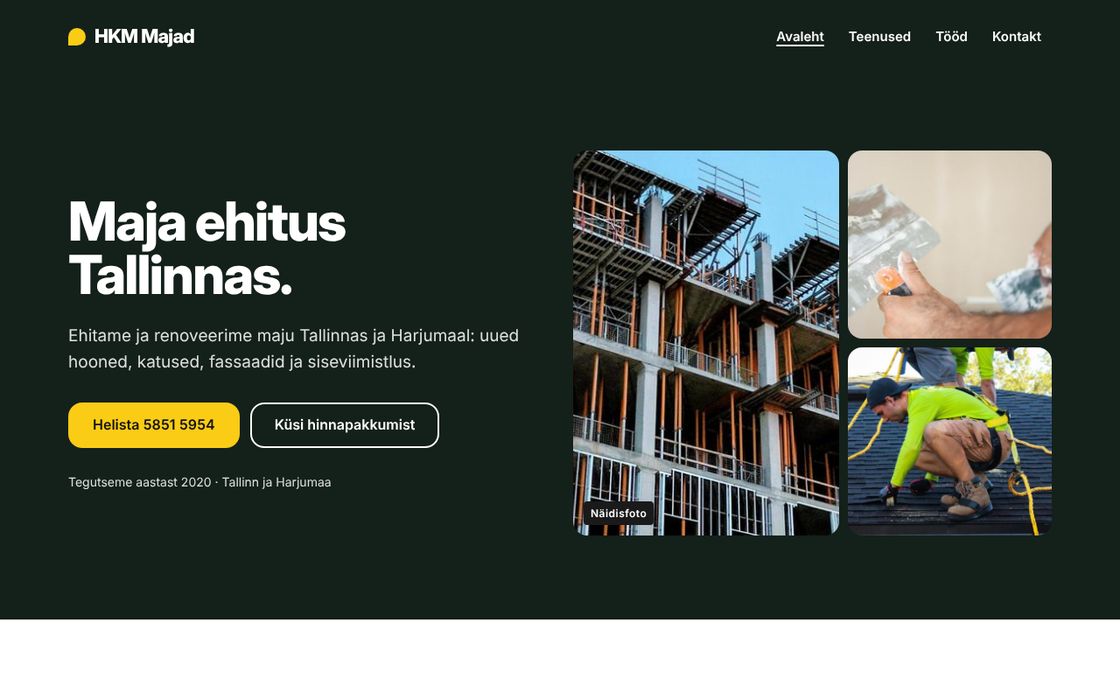 HKM Majad
Avaleht
Teenused
Tööd
Kontakt
Maja ehitus
Tallinnas.
Ehitame ja renoveerime maju Tallinnas ja Harjumaal: uued
hooned, katused, fassaadid ja siseviimistlus.
Helista 5851 5954
Küsi hinnapakkumist
Tegutseme aastast 2020 · Tallinn ja Harjumaa
Näidisfoto